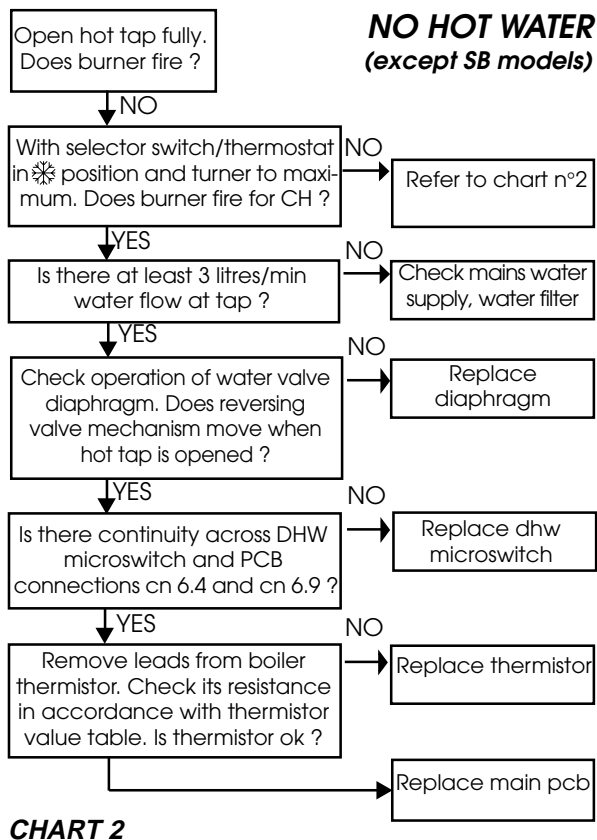 NO HOT WATER
(except SB models)
Open hot tap fully.
Does burner fire ?
NO
With selector switch/thermostat
in ❄ position and turner to maxi-
mum. Does burner fire for CH ?
NO
Refer to chart n°2
YES
Is there at least 3 litres/min
water flow at tap ?
NO
Check mains water
supply, water filter
YES
Check operation of water valve
diaphragm. Does reversing
valve mechanism move when
hot tap is opened ?
NO
Replace
diaphragm
YES
Is there continuity across DHW
microswitch and PCB
connections cn 6.4 and cn 6.9 ?
NO
Replace dhw
microswitch
YES
Remove leads from boiler
thermistor. Check its resistance
in accordance with thermistor
value table. Is thermistor ok ?
NO
Replace thermistor
Replace main pcb
CHART 2